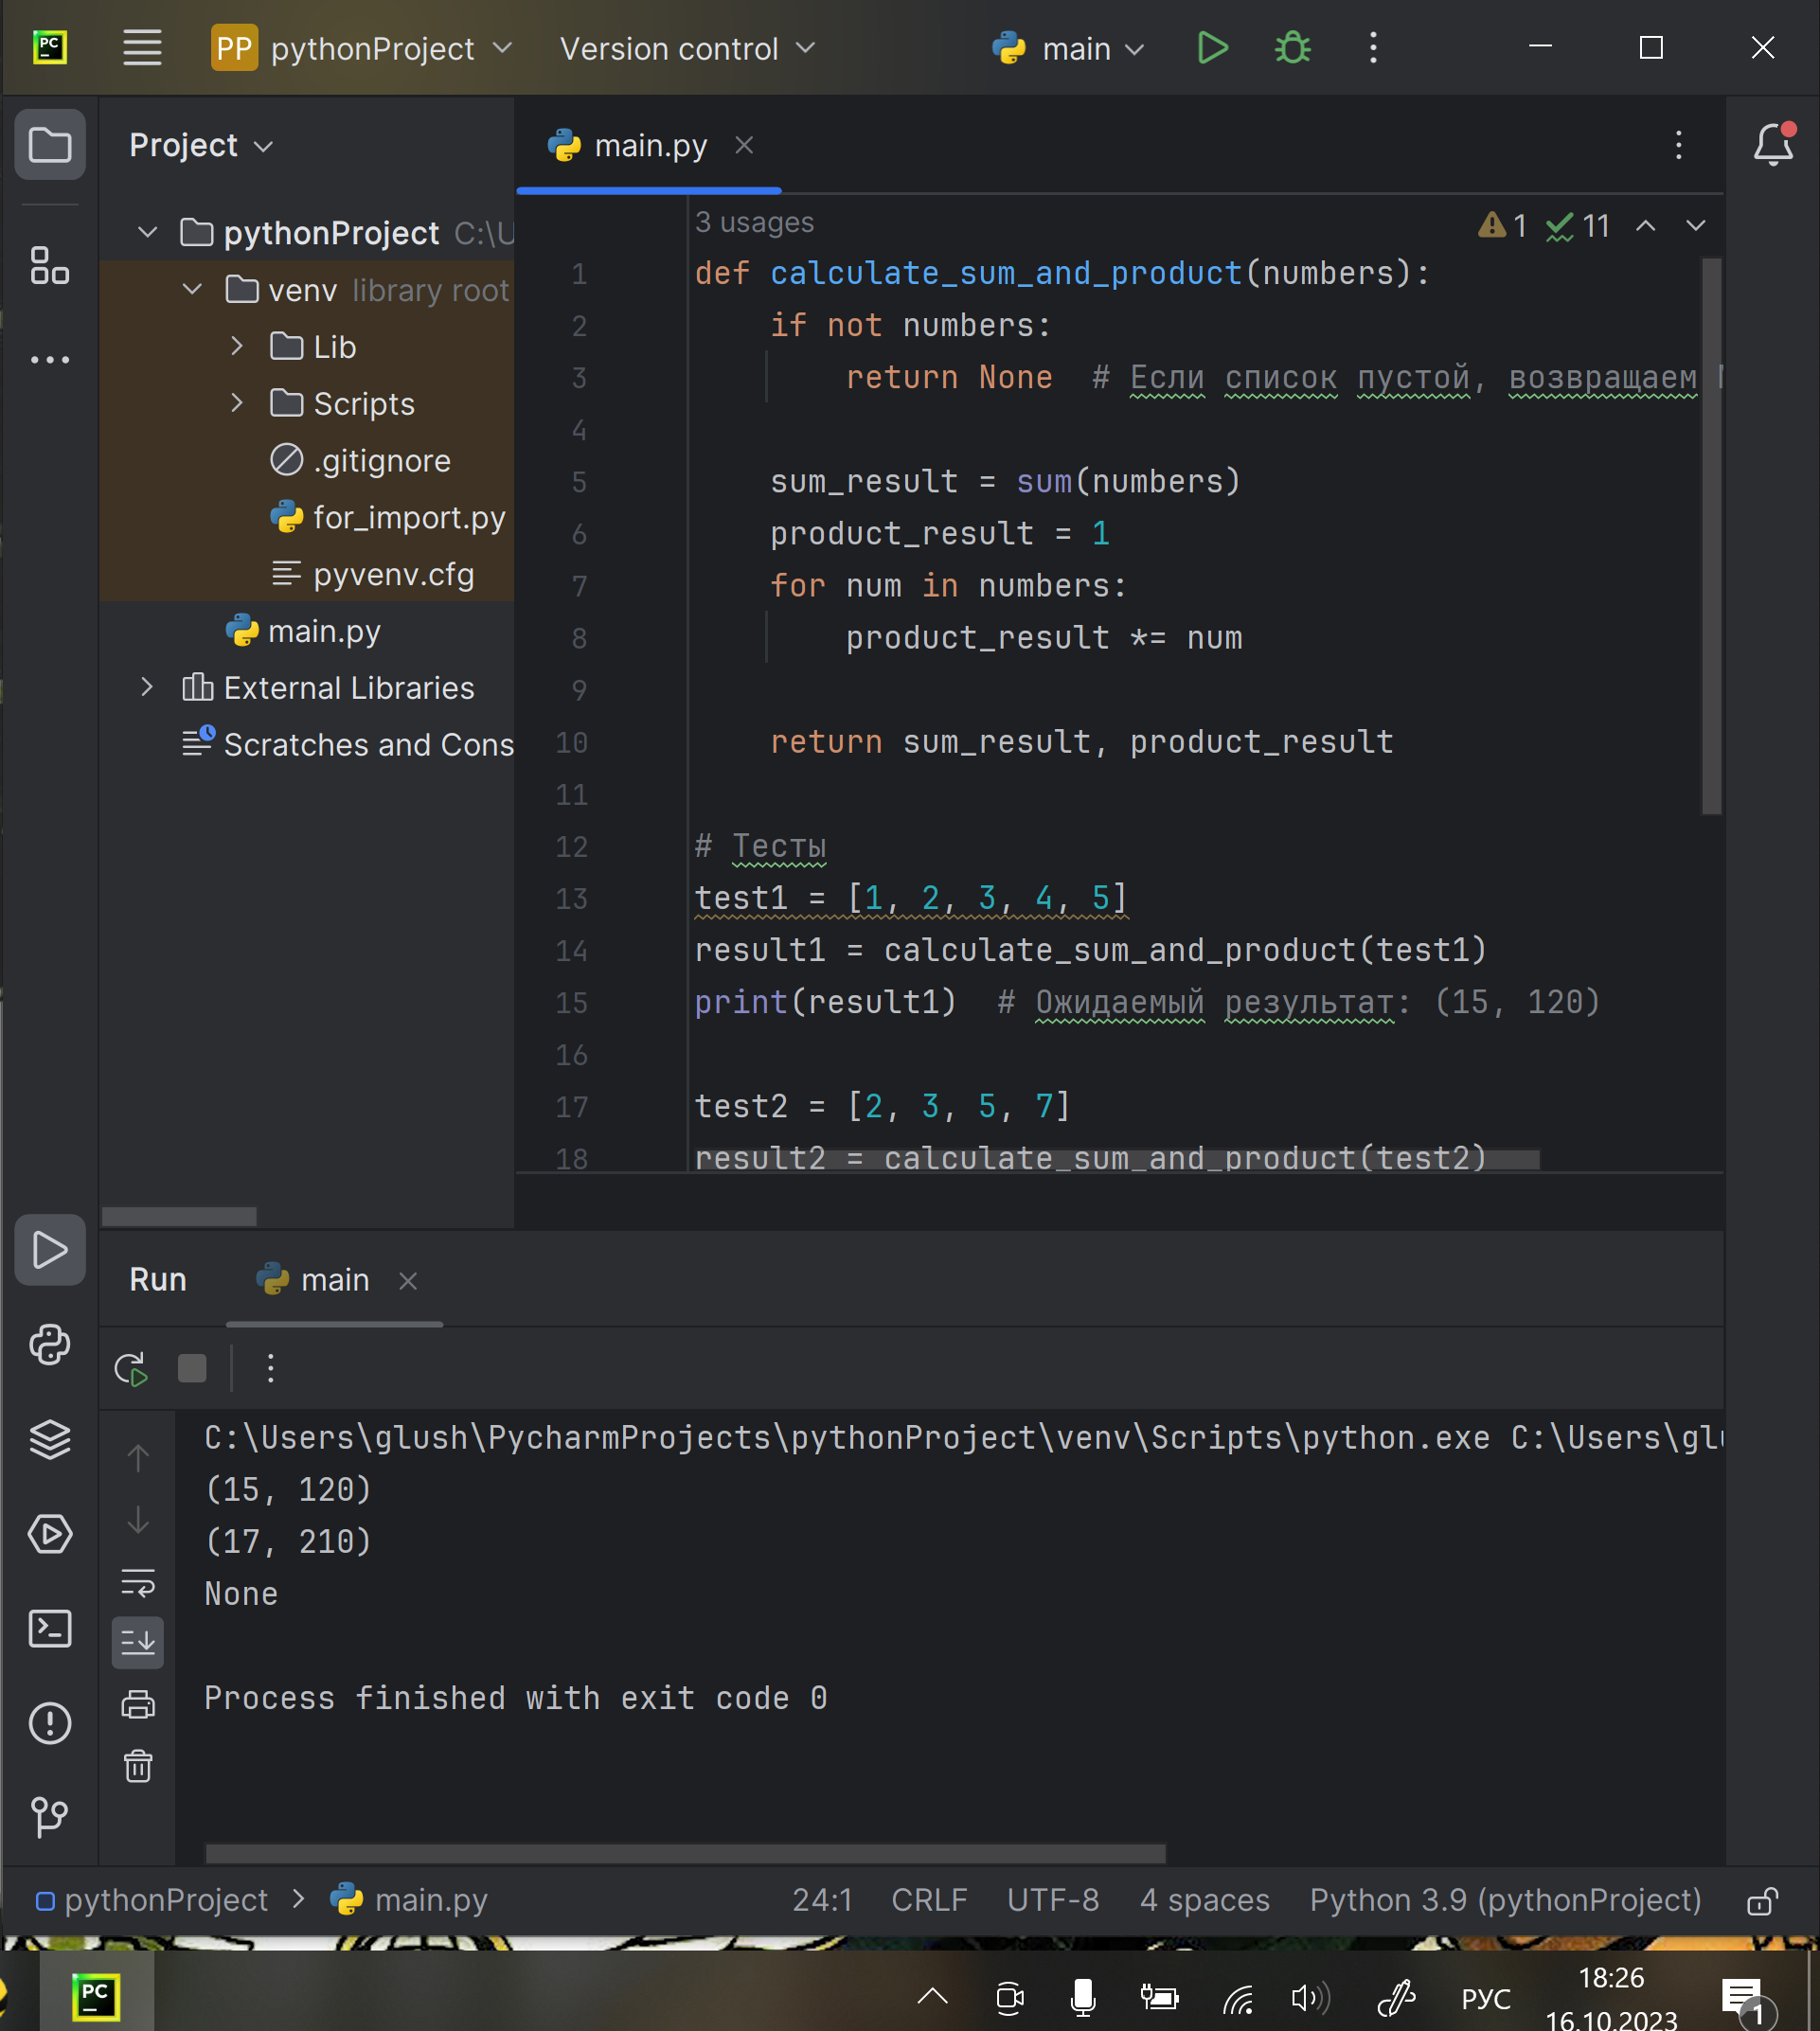 PC
PP pythonProject
Version control
main
Project
main.py
pythonProject C:\U
venv library root
Lib
Scripts
.gitignore
for_import.py
pyvenv.cfg
main.py
External Libraries
Scratches and Cons
3 usages
1 11
1 def calculate_sum_and_product(numbers):
2 if not numbers:
3 return None # Если список пустой, возвращаем
4
5 sum_result = sum(numbers)
6 product_result = 1
7 for num in numbers:
8 product_result *= num
9
10 return sum_result, product_result
11
12 # Тесты
13 test1 = [1, 2, 3, 4, 5]
14 result1 = calculate_sum_and_product(test1)
15 print(result1) # Ожидаемый результат: (15, 120)
16
17 test2 = [2, 3, 5, 7]
18 result2 = calculate_sum_and_product(test2)
Run main
C:\Users\glush\PycharmProjects\pythonProject\venv\Scripts\python.exe C:\Users\glu
(15, 120)
(17, 210)
None
Process finished with exit code 0
pythonProject > main.py 24:1 CRLF UTF-8 4 spaces Python 3.9 (pythonProject)
PC
РУС
18:26
16.10.2023
1